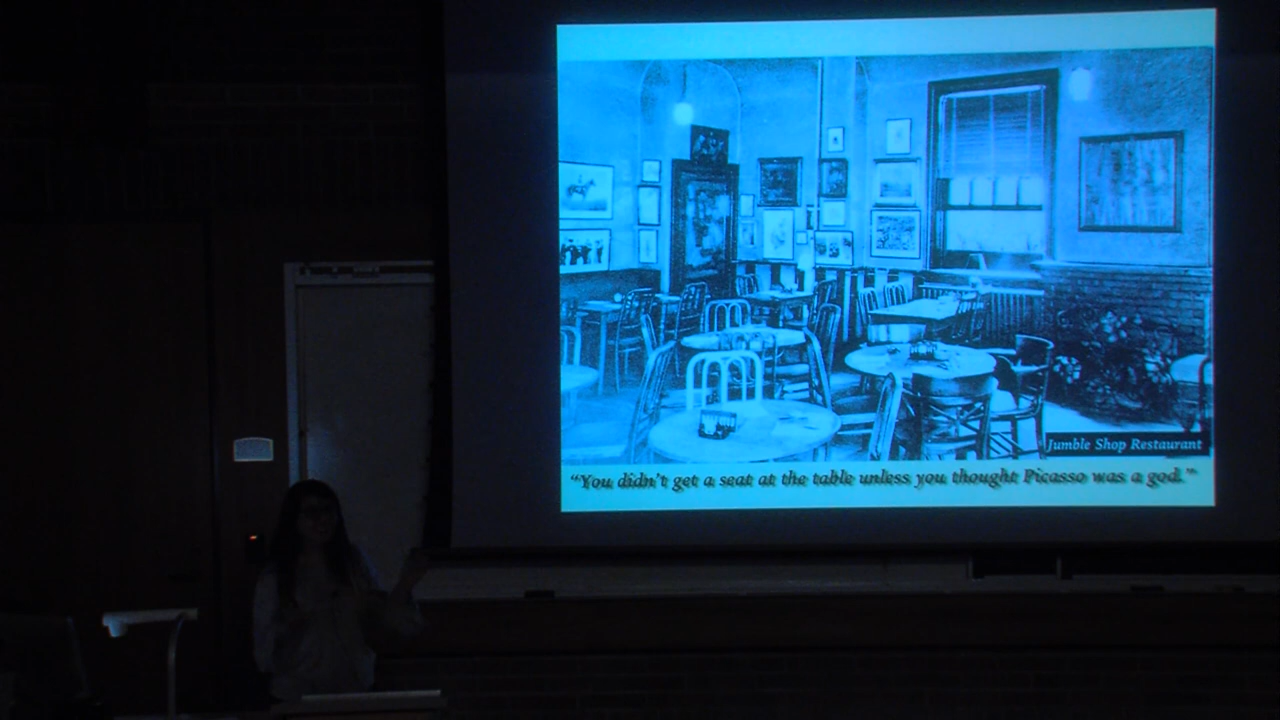 Jumble Shop Restaurant
“You didn't get a seat at the table unless you thought Picasso was a god.”